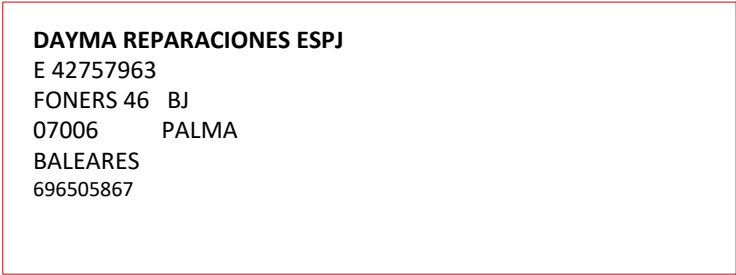 DAYMA REPARACIONES ESPJ
E 42757963
FONERS 46 BJ
07006 PALMA
BALEARES
696505867